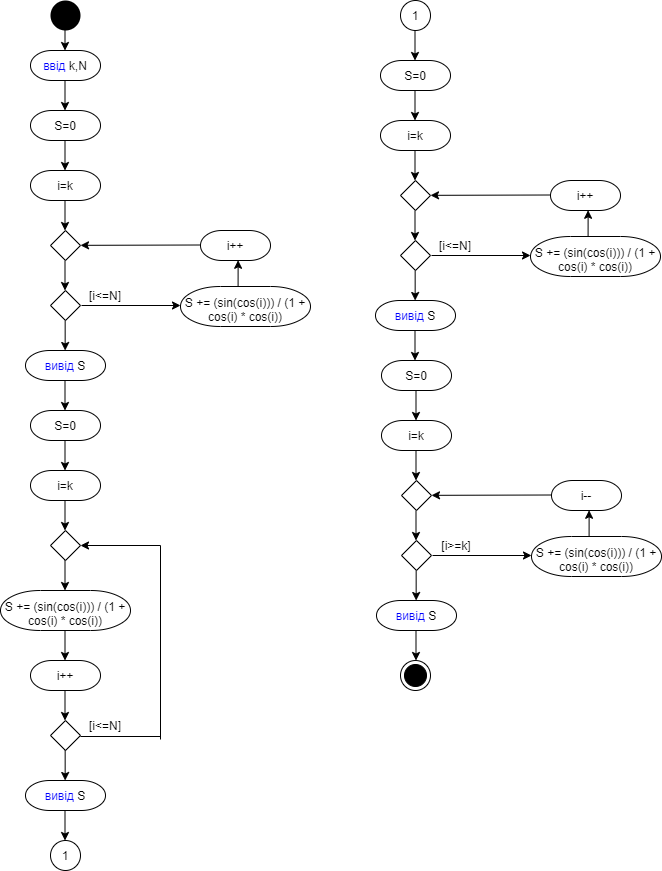 ввід k,N
S=0
i=k
i++
[i<=N]
S += (sin(cos(i))) / (1 +
cos(i) * cos(i))
вивід S
S=0
i=k
S += (sin(cos(i))) / (1 +
cos(i) * cos(i))
i++
[i<=N]
вивід S
1
1
S=0
i=k
i++
[i<=N]
S += (sin(cos(i))) / (1 +
cos(i) * cos(i))
вивід S
S=0
i=k
i--
[i>=k]
S += (sin(cos(i))) / (1 +
cos(i) * cos(i))
вивід S